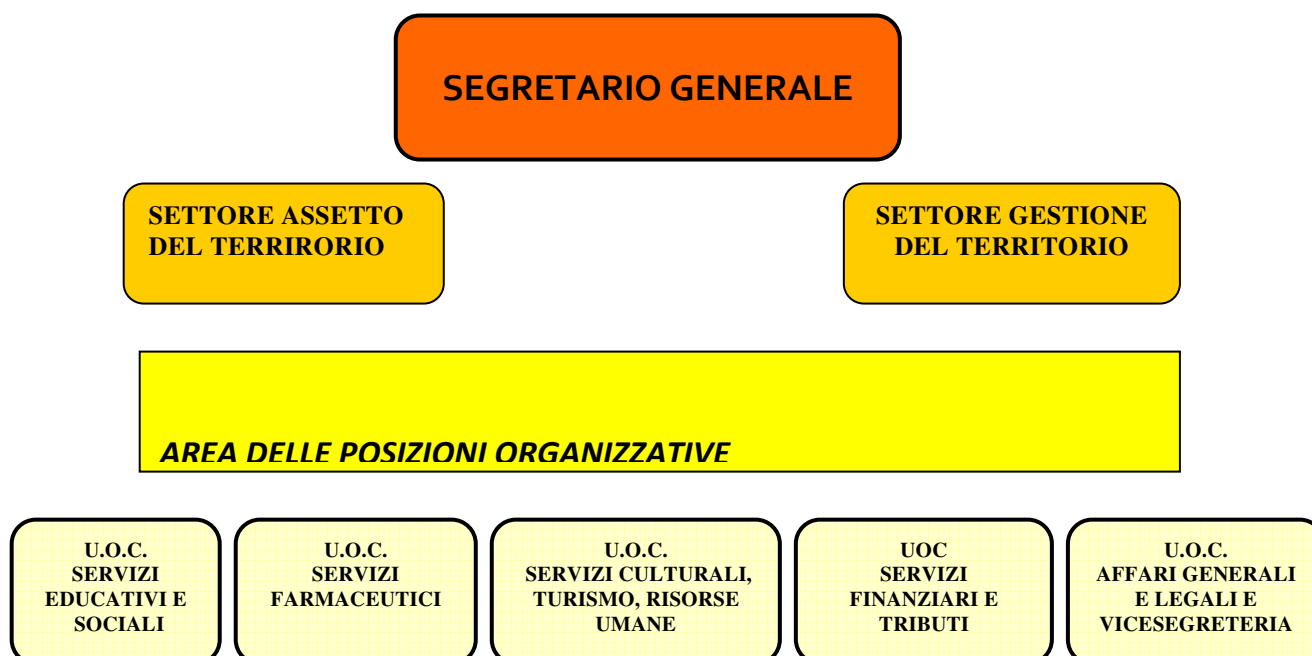 SEGRETARIO GENERALE
SETTORE ASSETTO
DEL TERRIRORIO
SETTORE GESTIONE
DEL TERRITORIO
AREA DELLE POSIZIONI ORGANIZZATIVE
U.O.C.
SERVIZI
EDUCATIVI E
SOCIALI
U.O.C.
SERVIZI
FARMACEUTICI
U.O.C.
SERVIZI CULTURALI,
TURISMO, RISORSE
UMANE
UOC
SERVIZI
FINANZIARI E
TRIBUTI
U.O.C.
AFFARI GENERALI
E LEGALI E
VICESEGRETERIA